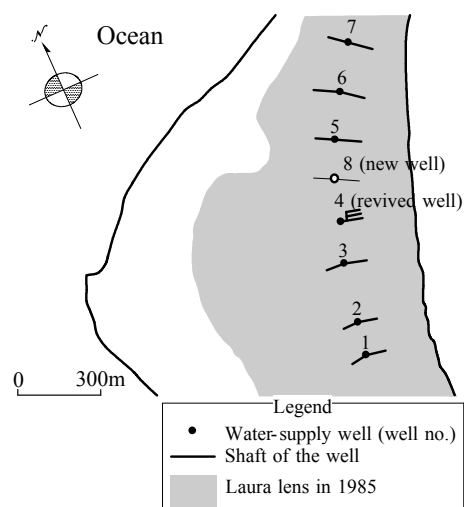 N
Ocean
7
6
5
8 (new well)
4 (revived well)
3
2
1
0 300m
Legend
Water-supply well (well no.)
Shaft of the well
Laura lens in 1985